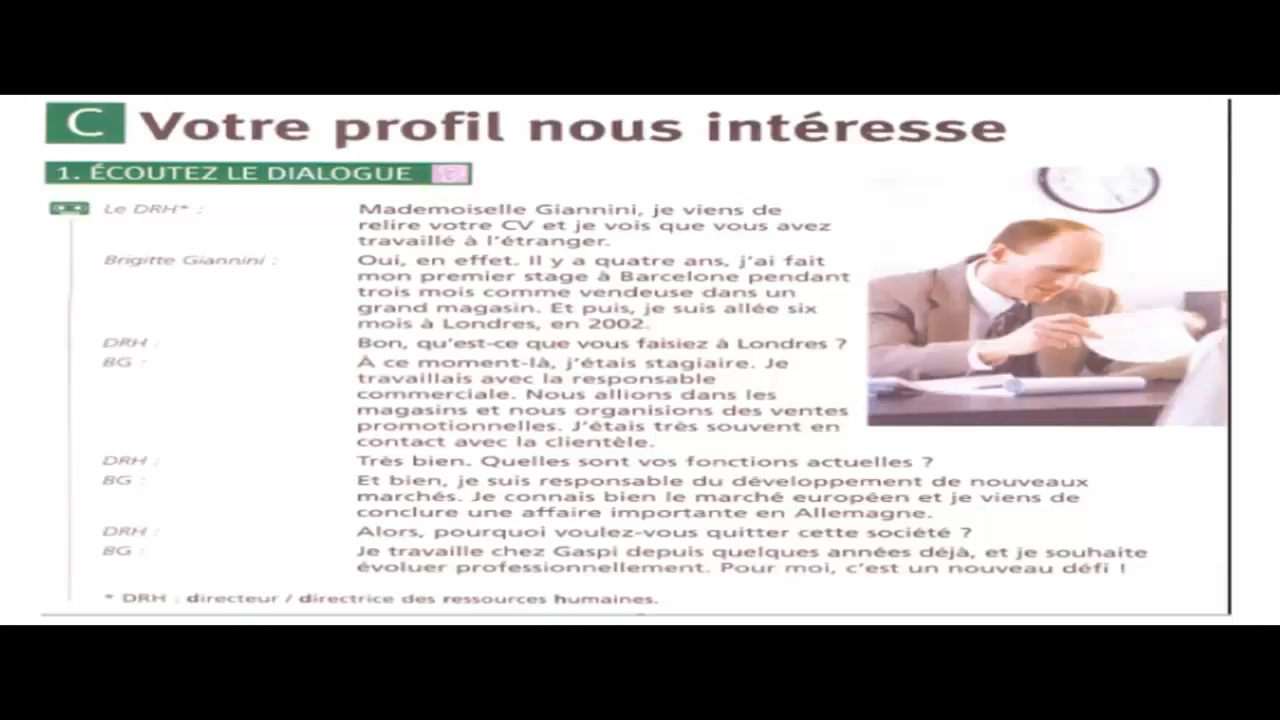 C Votre profil nous intéresse
1. ÉCOUTEZ LE DIALOGUE
Le DRH* : Mademoiselle Giannini, je viens de
relire votre CV et je vois que vous avez
travaillé à l'étranger.
Brigitte Giannini : Oui, en effet. Il y a quatre ans, j'ai fait
mon premier stage à Barcelone pendant
trois mois comme vendeuse dans un
grand magasin. Et puis, je suis allée six
mois à Londres, en 2002.
DRH : Bon, qu'est-ce que vous faisiez à Londres ?
BG : À ce moment-là, j'étais stagiaire. Je
travaillais avec la responsable
commerciale. Nous allions dans les
magasins et nous organisions des ventes
promotionnelles. J'étais très souvent en
contact avec la clientèle.
DRH : Très bien. Quelles sont vos fonctions actuelles ?
BG : Et bien, je suis responsable du développement de nouveaux
marchés. Je connais bien le marché européen et je viens de
conclure une affaire importante en Allemagne.
DRH : Alors, pourquoi voulez-vous quitter cette société ?
BG : Je travaille chez Gaspi depuis quelques années déjà, et je souhaite
évoluer professionnellement. Pour moi, c'est un nouveau défi !
* DRH : directeur / directrice des ressources humaines.